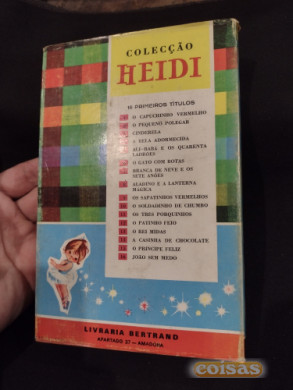 COLECÇÃO
HEIDI
16 PRIMEIROS TÍTULOS
O CAPUCHINHO VERMELHO
O PEQUENO POLEGAR
CINDERELA
A BELA ADORMECIDA
ALI-BABÁ E OS QUARENTA
LADRÕES
O GATO COM BOTAS
BRANCA DE NEVE E OS
SETE ANÕES
ALADINO E A LANTERNA
MÁGICA
OS SAPATINHOS VERMELHOS
O SOLDADINHO DE CHUMBO
OS TRÊS PORQUINHOS
O PATINHO FEIO
O REI MIDAS
A CASINHA DE CHOCOLATE
O PRÍNCIPE FELIZ
JOÃO SEM MEDO
LIVRARIA BERTRAND
APARTADO 37 — AMADORA
coisas